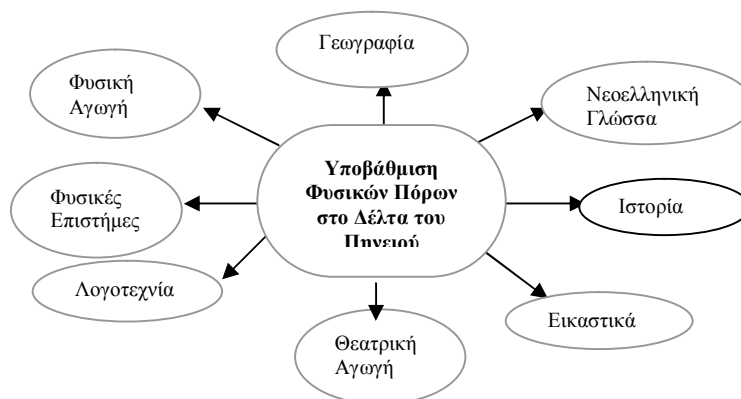 Γεωγραφία
Φυσική
Αγωγή
Νεοελληνική
Γλώσσα
Υποβάθμιση
Φυσικών Πόρων
στο Δέλτα του
Πηνειού
Φυσικές
Επιστήμες
Ιστορία
Λογοτεχνία
Εικαστικά
Θεατρική
Αγωγή